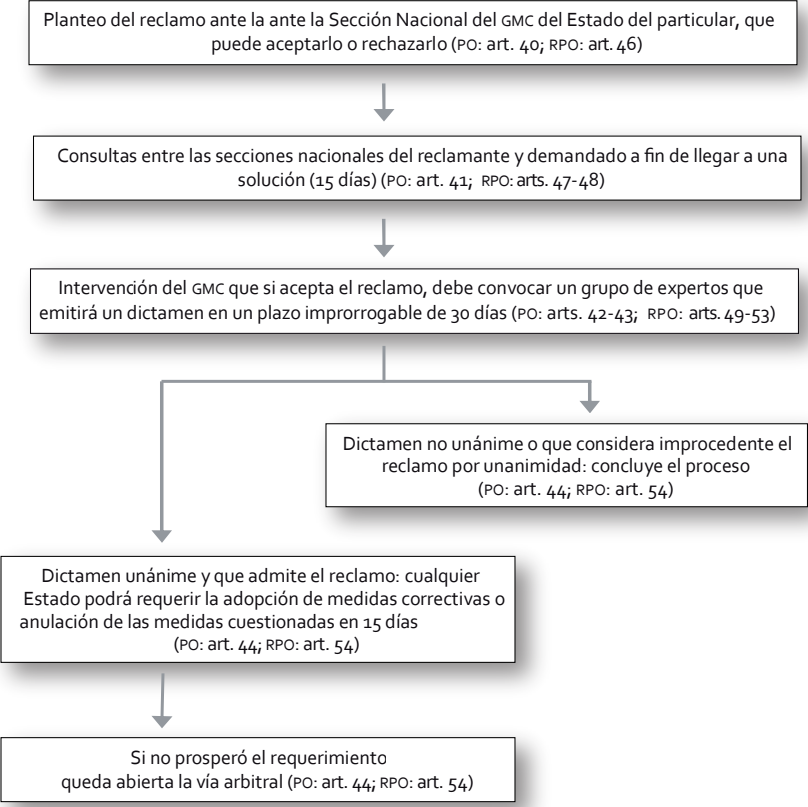 Planteo del reclamo ante la ante la Sección Nacional del GMC del Estado del particular, que
puede aceptarlo o rechazarlo (PO: art. 40; RPO: art. 46)
Consultas entre las secciones nacionales del reclamante y demandado a fin de llegar a una
solución (15 días) (PO: art. 41; RPO: arts. 47-48)
Intervención del GMC que si acepta el reclamo, debe convocar un grupo de expertos que
emitirá un dictamen en un plazo improrrogable de 30 días (PO: arts. 42-43; RPO: arts. 49-53)
Dictamen no unánime o que considera improcedente el
reclamo por unanimidad: concluye el proceso
(PO: art. 44; RPO: art. 54)
Dictamen unánime y que admite el reclamo: cualquier
Estado podrá requerir la adopción de medidas correctivas o
anulación de las medidas cuestionadas en 15 días
(PO: art. 44; RPO: art. 54)
Si no prosperó el requerimiento
queda abierta la vía arbitral (PO: art. 44; RPO: art. 54)